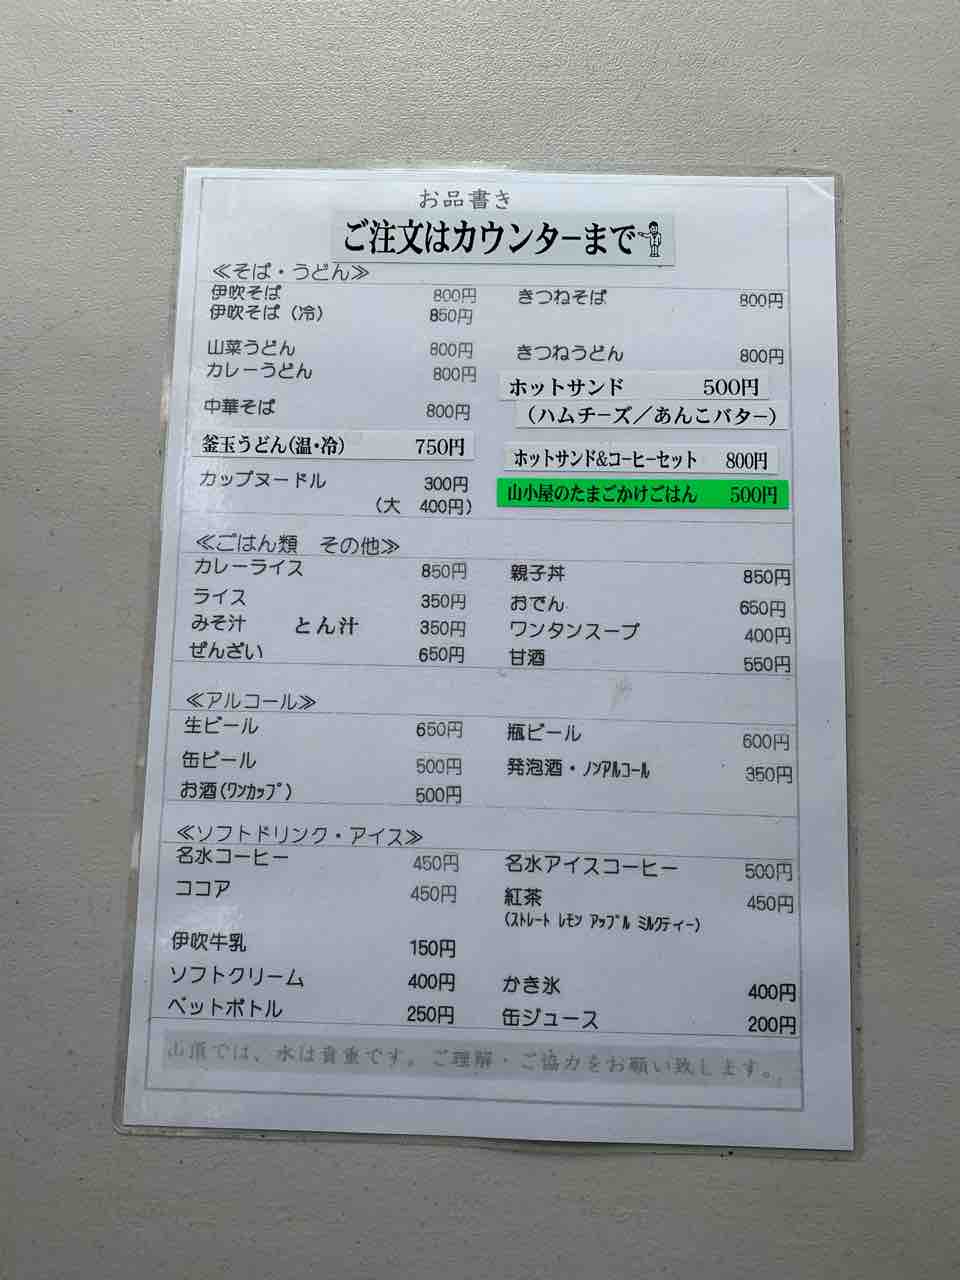 お品書き
ご注文はカウンターまで
≪そば・うどん≫
伊吹そば 800円 きつねそば 800円
伊吹そば（冷） 850円
山菜うどん 800円 きつねうどん 800円
カレーうどん 800円
ホットサンド 500円
（ハムチーズ／あんこバター）
中華そば 800円
釜玉うどん(温・冷) 750円
ホットサンド&コーヒーセット 800円
カップヌードル 300円
（大 400円）
山小屋のたまごかけごはん 500円
≪ごはん類 その他≫
カレーライス 850円 親子丼 850円
ライス 350円 おでん 650円
みそ汁 とん汁 350円 ワンタンスープ 400円
ぜんざい 650円 甘酒 550円
≪アルコール≫
生ビール 650円 瓶ビール 600円
缶ビール 500円 発泡酒・ﾉﾝｱﾙｺｰﾙ 350円
お酒(ﾜﾝｶｯﾌﾟ) 500円
≪ソフトドリンク・アイス≫
名水コーヒー 450円 名水アイスコーヒー 500円
ココア 450円 紅茶 450円
(ｽﾄﾚｰﾄ ﾚﾓﾝ ｱｯﾌﾟﾙ ﾐﾙｸティー)
伊吹牛乳 150円
ソフトクリーム 400円 かき氷 400円
ペットボトル 250円 缶ジュース 200円
山頂では、水は貴重です。ご理解・ご協力をお願い致します。